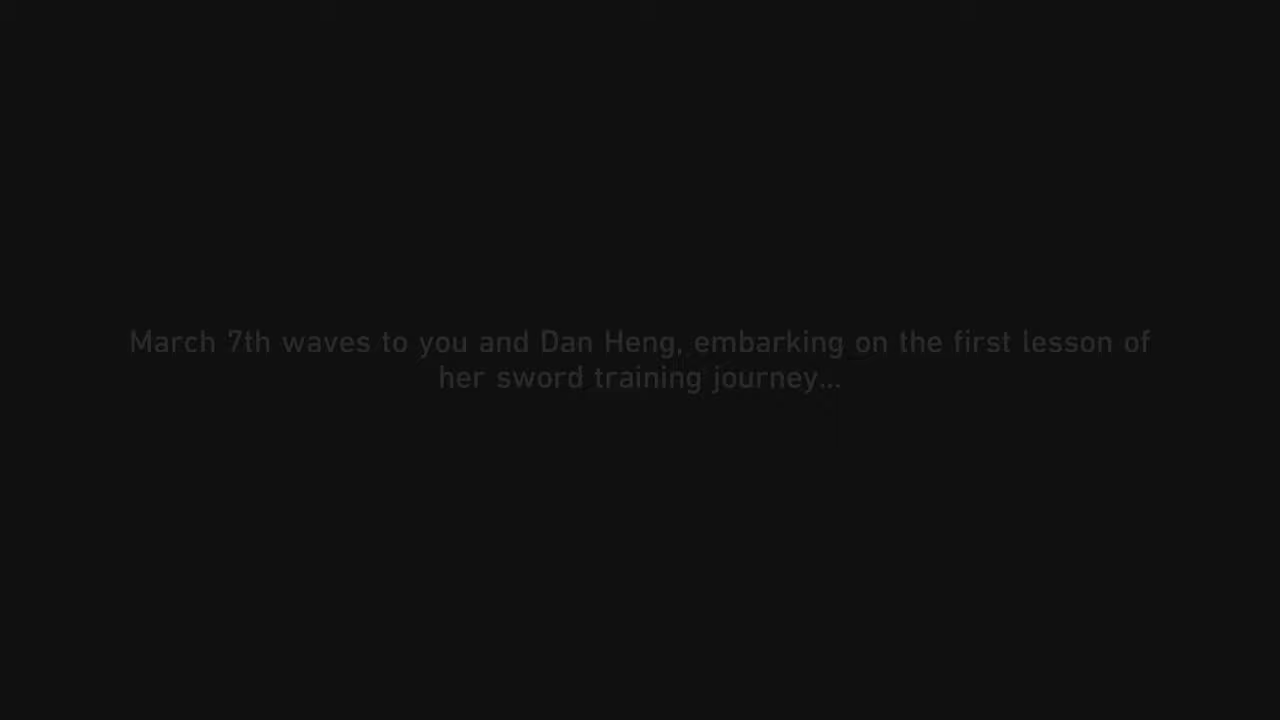 March 7th waves to you and Dan Heng, embarking on the first lesson of
her sword training journey...